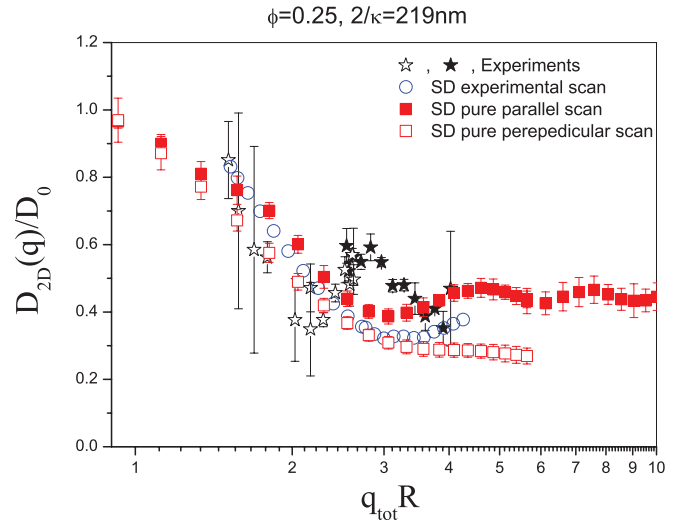 ϕ=0.25, 2/κ=219nm
1.2
1.0
0.8
0.6
0.4
0.2
0.0
D2D(q)/D0
☆ , ★ , Experiments
SD experimental scan
SD pure parallel scan
SD pure perepedicular scan
1 2 3 4 5 6 7 8 9 10
qtotR